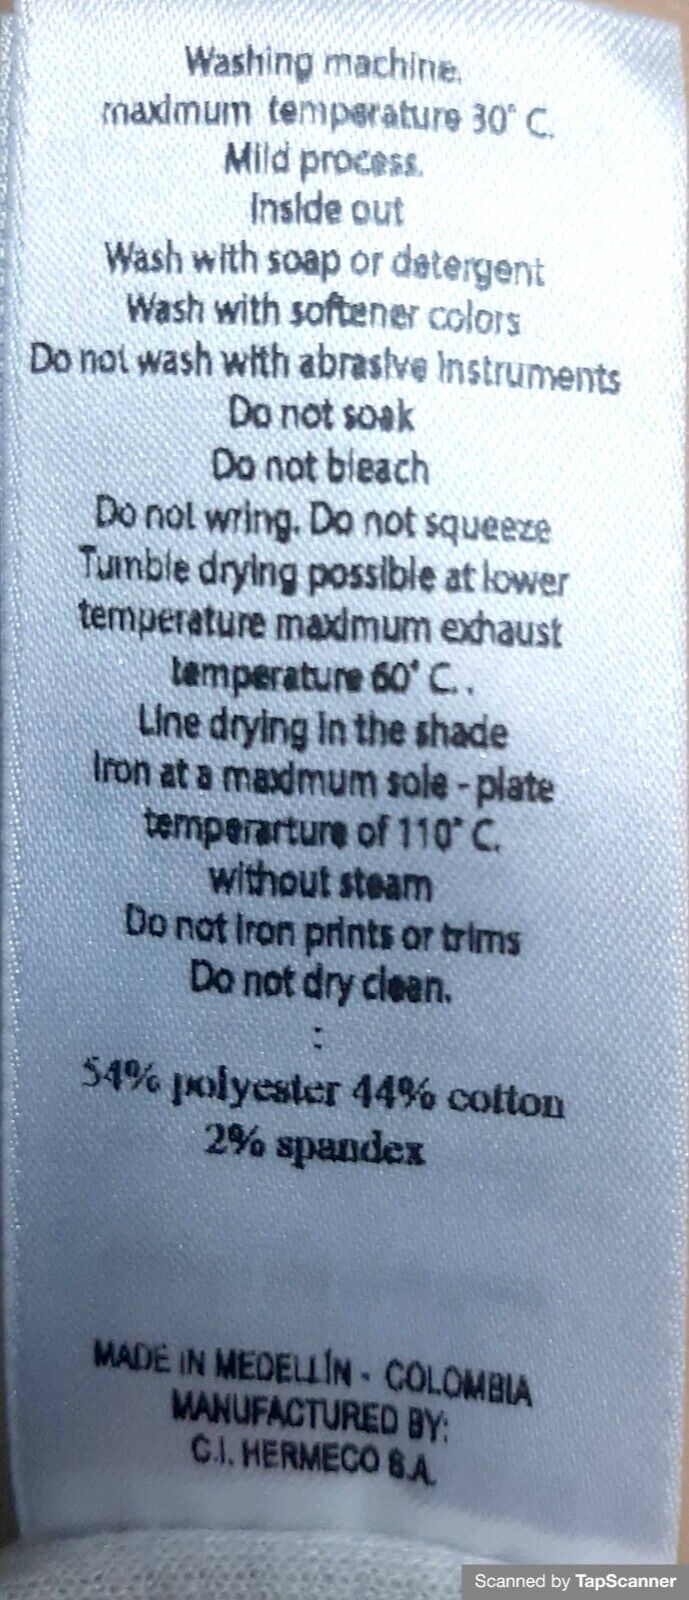 Washing machine.
maximum temperature 30° C.
Mild process.
Inside out
Wash with soap or detergent
Wash with softener colors
Do not wash with abrasive Instruments
Do not soak
Do not bleach
Do not wring. Do not squeeze
Tumble drying possible at lower
temperature maximum exhaust
temperature 60° C. .
Line drying in the shade
Iron at a maximum sole - plate
temperarture of 110° C.
without steam
Do not Iron prints or trims
Do not dry clean.
:
54% polyester 44% cotton
2% spandex
MADE IN MEDELLÍN - COLOMBIA
MANUFACTURED BY:
C.I. HERMECO S.A.
Scanned by TapScanner